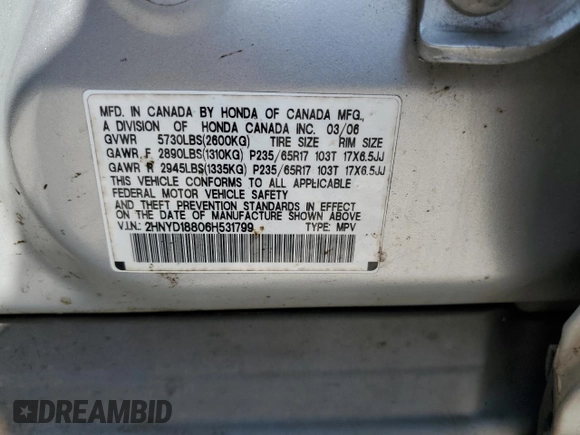 MFD. IN CANADA BY HONDA OF CANADA MFG.,
A DIVISION OF HONDA CANADA INC. 03/06
GVWR 5730LBS(2600KG) TIRE SIZE RIM SIZE
GAWR F 2890LBS(1310KG) P235/65R17 103T 17X6.5JJ
GAWR R 2945LBS(1335KG) P235/65R17 103T 17X6.5JJ
THIS VEHICLE CONFORMS TO ALL APPLICABLE
FEDERAL MOTOR VEHICLE SAFETY
AND THEFT PREVENTION STANDARDS IN EFFECT
ON THE DATE OF MANUFACTURE SHOWN ABOVE
V.I.N.: 2HNYD18806H531799 TYPE: MPV
DREAMBID